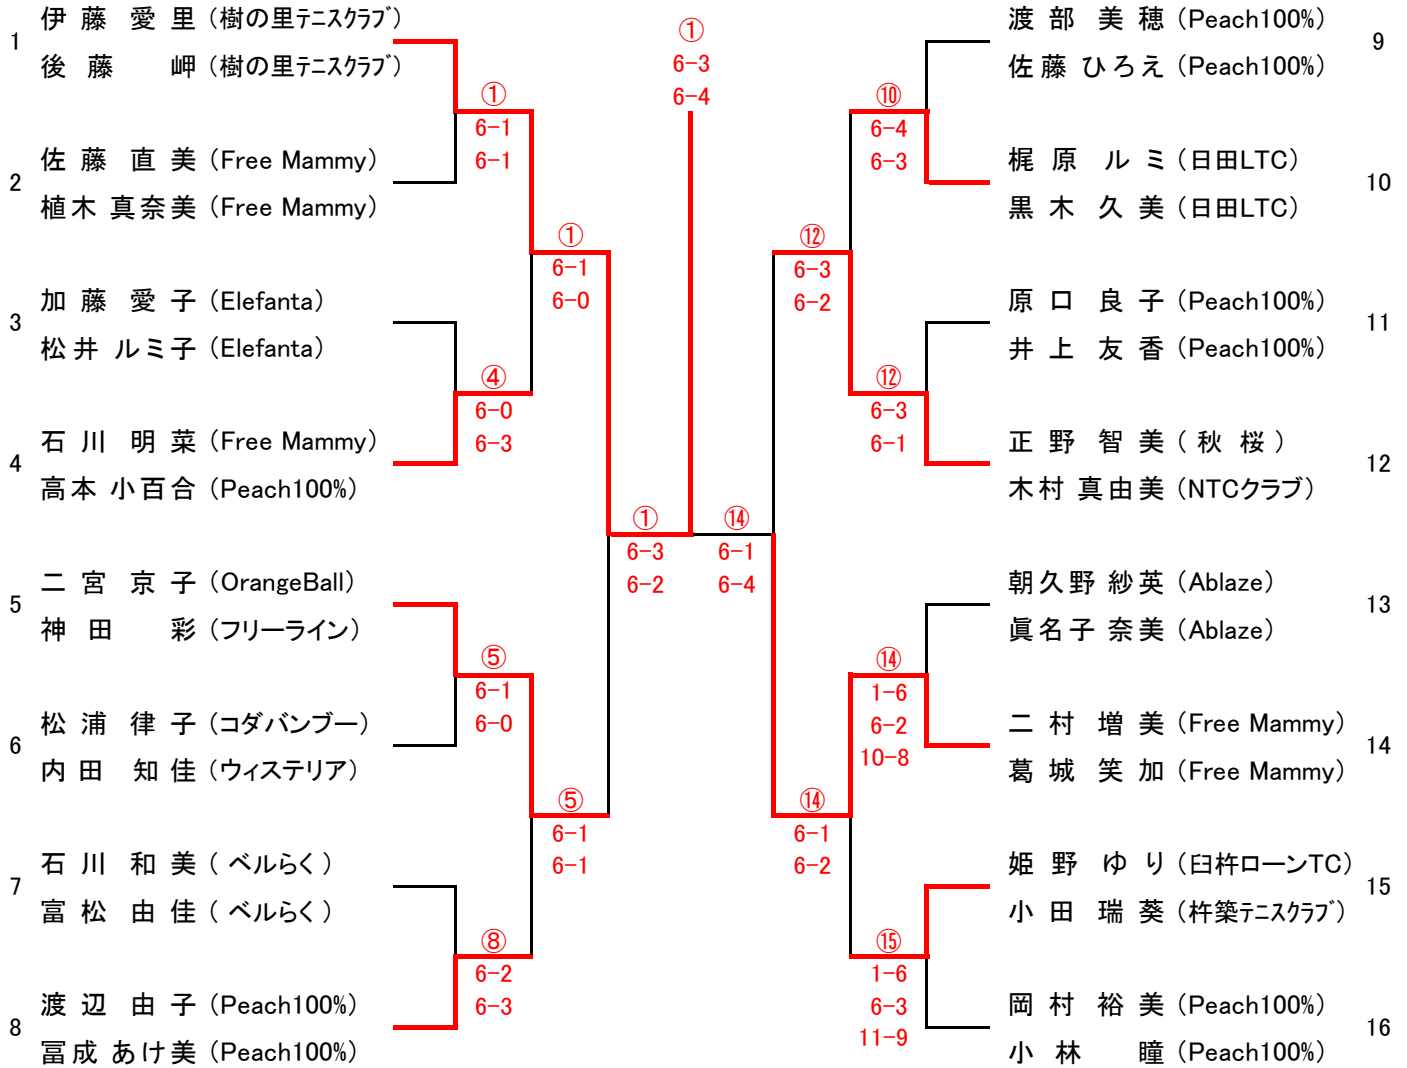 1
伊藤 愛里 (樹の里テニスクラブ)
後藤 岬 (樹の里テニスクラブ)
2
佐藤 直美 (Free Mammy)
植木 真奈美 (Free Mammy)
3
加藤 愛子 (Elefanta)
松井 ルミ子 (Elefanta)
4
石川 明菜 (Free Mammy)
高本 小百合 (Peach100%)
5
二宮 京子 (OrangeBall)
神田 彩 (フリーライン)
6
松浦 律子 (コダバンブー)
内田 知佳 (ウィステリア)
7
石川 和美 ( ベルらく )
富松 由佳 ( ベルらく )
8
渡辺 由子 (Peach100%)
冨成 あけ美 (Peach100%)
①
6-1
6-1
④
6-0
6-3
⑤
6-1
6-0
⑧
6-2
6-3
①
6-1
6-0
⑤
6-1
6-1
①
6-3
6-2
①
6-3
6-4
⑭
6-1
6-4
⑫
6-3
6-2
⑭
6-1
6-2
⑩
6-4
6-3
⑫
6-3
6-1
⑭
1-6
6-2
10-8
⑮
1-6
6-3
11-9
渡部 美穂 (Peach100%)
佐藤 ひろえ (Peach100%)
9
梶原 ルミ (日田LTC)
黒木 久美 (日田LTC)
10
原口 良子 (Peach100%)
井上 友香 (Peach100%)
11
正野 智美 ( 秋 桜 )
木村 真由美 (NTCクラブ)
12
朝久野 紗英 (Ablaze)
眞名子 奈美 (Ablaze)
13
二村 増美 (Free Mammy)
葛城 笑加 (Free Mammy)
14
姫野 ゆり (臼杵ローンTC)
小田 瑞葵 (杵築テニスクラブ)
15
岡村 裕美 (Peach100%)
小林 瞳 (Peach100%)
16